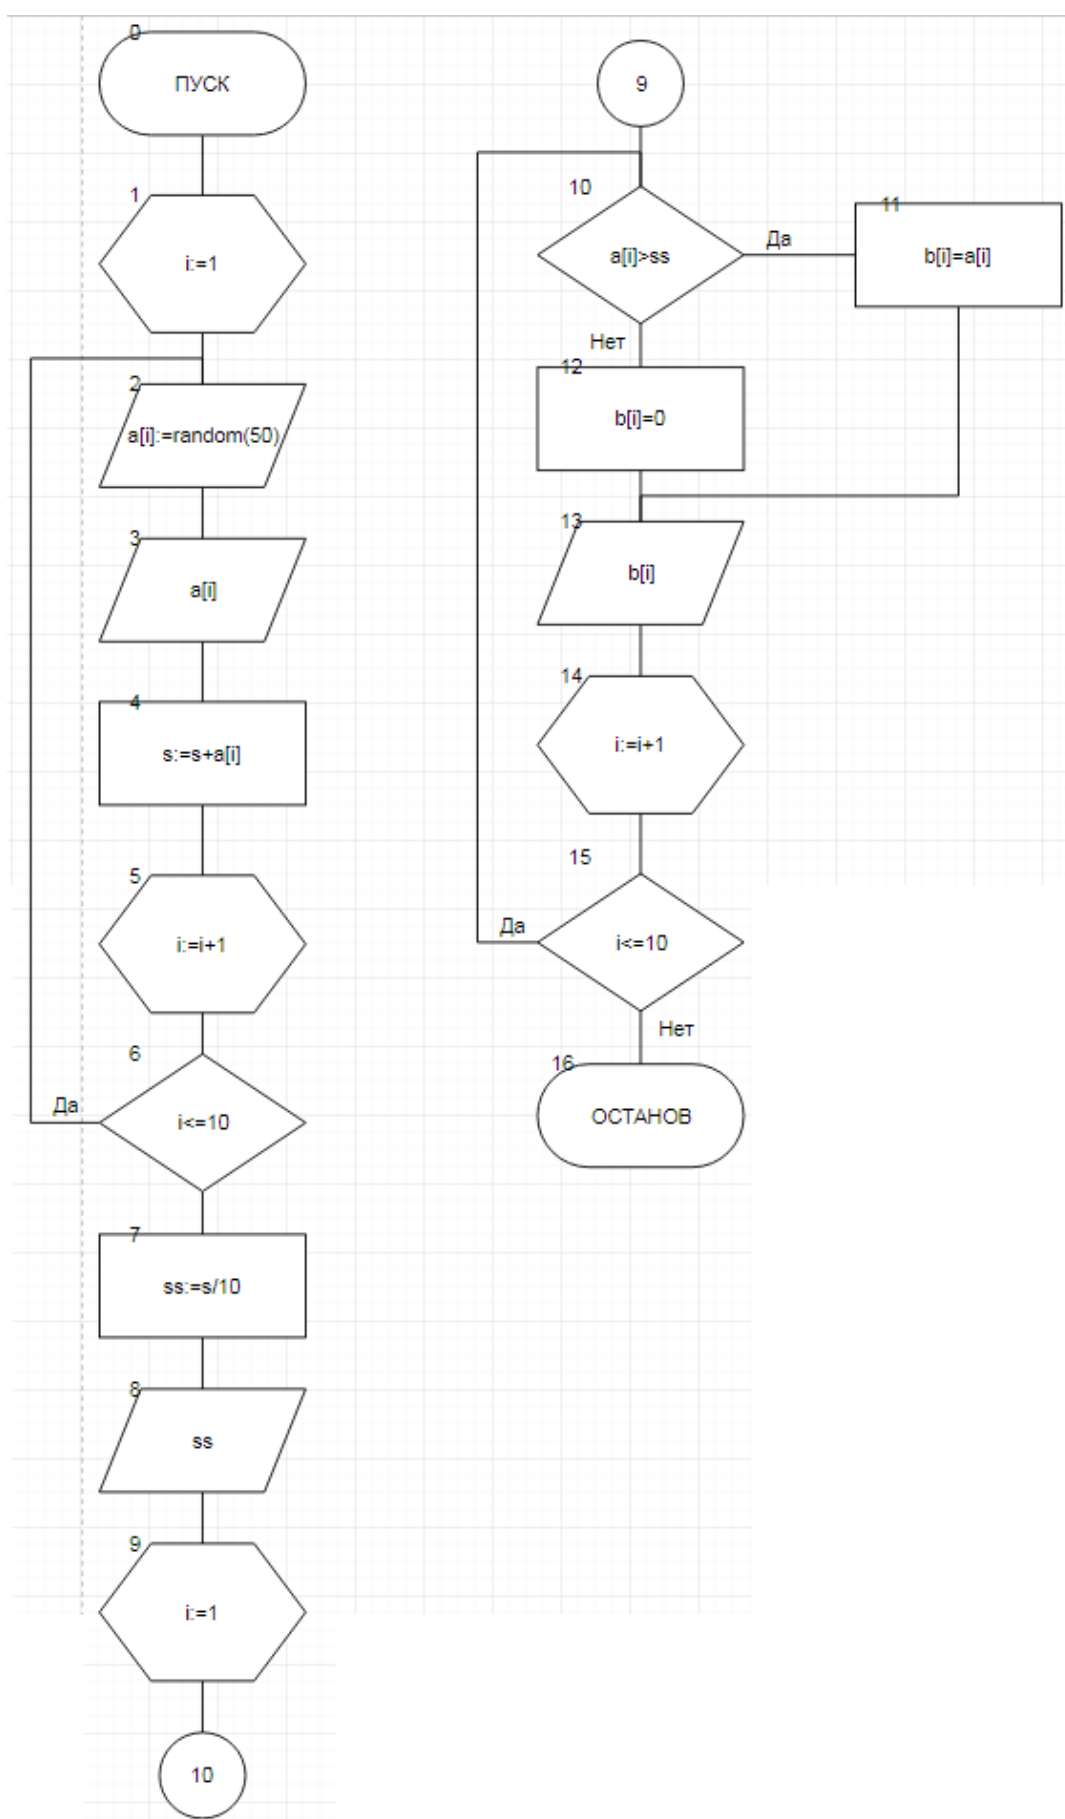 0
ПУСК
1
i:=1
2
a[i]:=random(50)
3
a[i]
4
s:=s+a[i]
5
i:=i+1
6
Да
i<=10
7
ss:=s/10
8
ss
9
i:=1
10
9
10
a[i]>ss
Да
11
b[i]=a[i]
Нет
12
b[i]=0
13
b[i]
14
i:=i+1
15
Да
i<=10
Нет
16
ОСТАНОВ